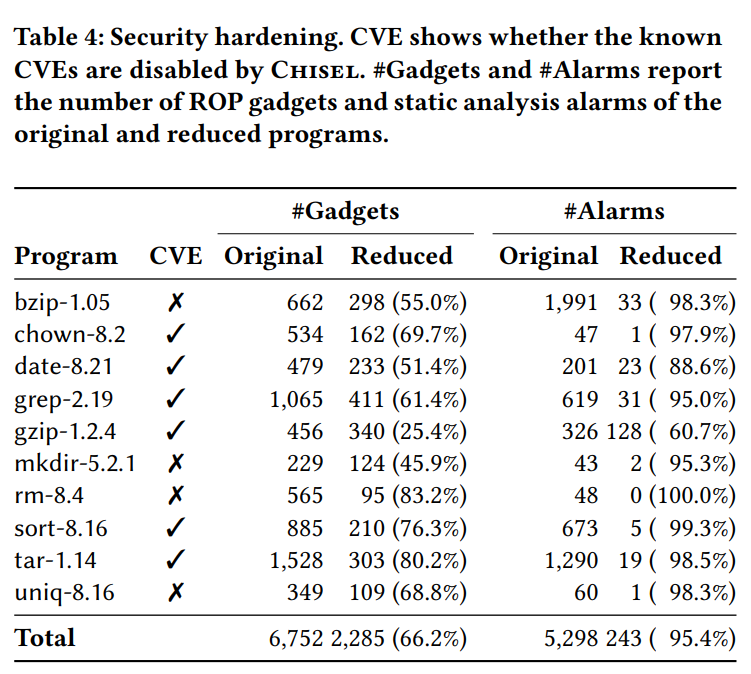 Table 4: Security hardening. CVE shows whether the known
CVEs are disabled by CHISEL. #Gadgets and #Alarms report
the number of ROP gadgets and static analysis alarms of the
original and reduced programs.
#Gadgets #Alarms
Program CVE Original Reduced Original Reduced
bzip-1.05 ✗ 662 298 (55.0%) 1,991 33 ( 98.3%)
chown-8.2 ✓ 534 162 (69.7%) 47 1 ( 97.9%)
date-8.21 ✓ 479 233 (51.4%) 201 23 ( 88.6%)
grep-2.19 ✓ 1,065 411 (61.4%) 619 31 ( 95.0%)
gzip-1.2.4 ✓ 456 340 (25.4%) 326 128 ( 60.7%)
mkdir-5.2.1 ✗ 229 124 (45.9%) 43 2 ( 95.3%)
rm-8.4 ✗ 565 95 (83.2%) 48 0 (100.0%)
sort-8.16 ✓ 885 210 (76.3%) 673 5 ( 99.3%)
tar-1.14 ✓ 1,528 303 (80.2%) 1,290 19 ( 98.5%)
uniq-8.16 ✗ 349 109 (68.8%) 60 1 ( 98.3%)
Total 6,752 2,285 (66.2%) 5,298 243 ( 95.4%)